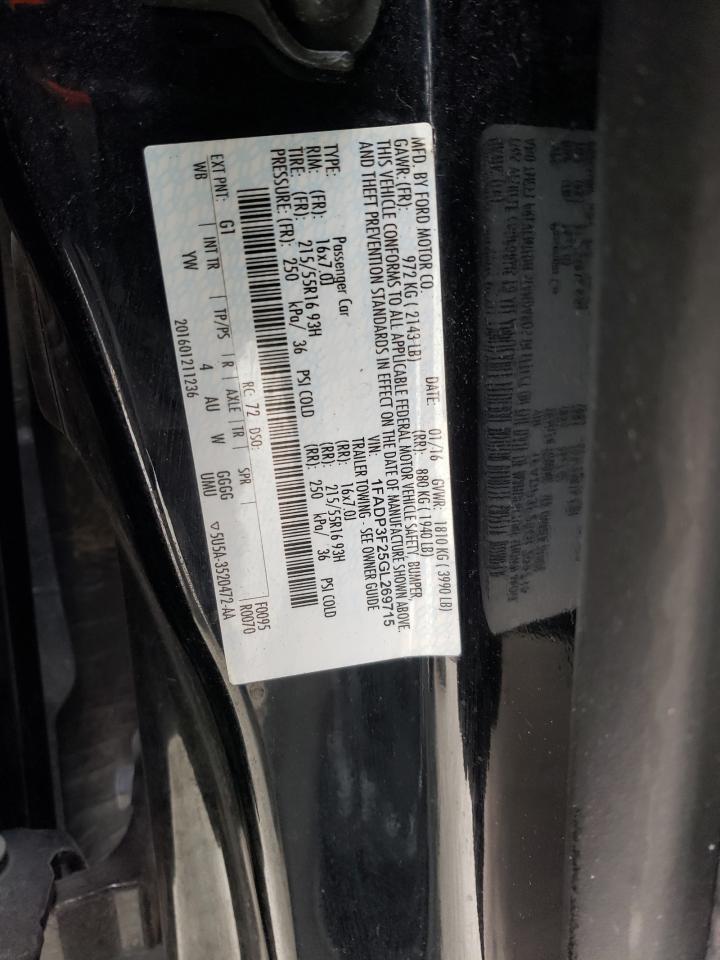 MFD. BY FORD MOTOR CO.
DATE: 01/16 GVWR: 1810 KG ( 3990 LB)
GAWR: (FR): 972 KG ( 2143 LB) (RR): 880 KG ( 1940 LB)
THIS VEHICLE CONFORMS TO ALL APPLICABLE FEDERAL MOTOR VEHICLE SAFETY, BUMPER,
AND THEFT PREVENTION STANDARDS IN EFFECT ON THE DATE OF MANUFACTURE SHOWN ABOVE.
VIN: 1FADP3F25GL269715
TYPE: Passenger Car TRAILER TOWING - SEE OWNER GUIDE
RIM: (FR): 16x7.0J (RR): 16x7.0J
TIRE: (FR): 215/55R16 93H (RR): 215/55R16 93H
PRESSURE: (FR): 250 kPa/ 36 PSI COLD (RR): 250 kPa/ 36 PSI COLD
F0095
RC: 72 DSO: R0070
EXT PNT: G1
INT TR TP/PS R AXLE TR SPR
WB YW 4 AU W GGGG UMU
201601211236 ▽5U5A-3520472-AA